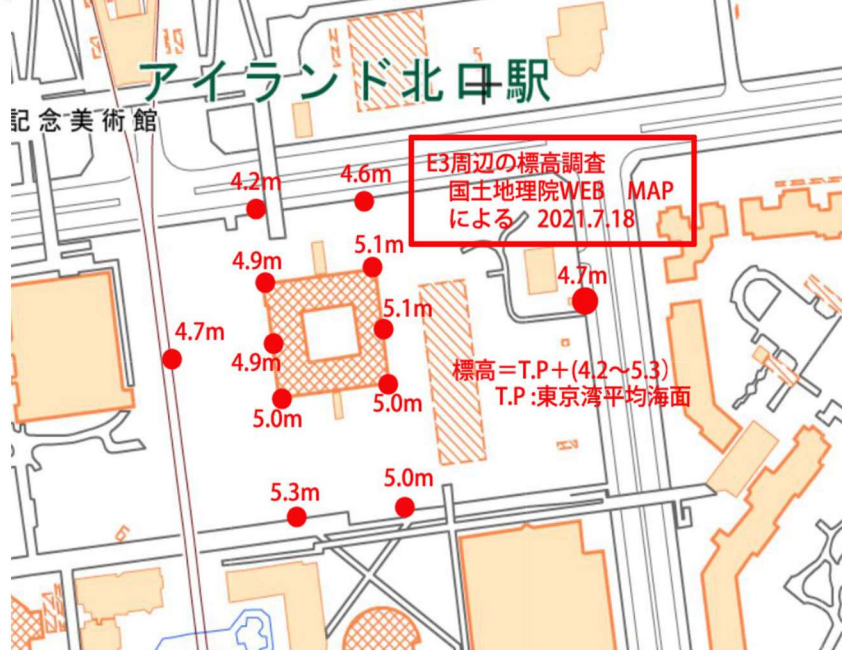 アイランド北口駅
記念美術館
E3周辺の標高調査
国土地理院WEB MAP
による 2021.7.18
4.2m
4.6m
4.9m
5.1m
4.7m
5.1m
4.7m
4.9m
標高＝T.P＋(4.2～5.3)
T.P :東京湾平均海面
5.0m
5.0m
5.3m
5.0m